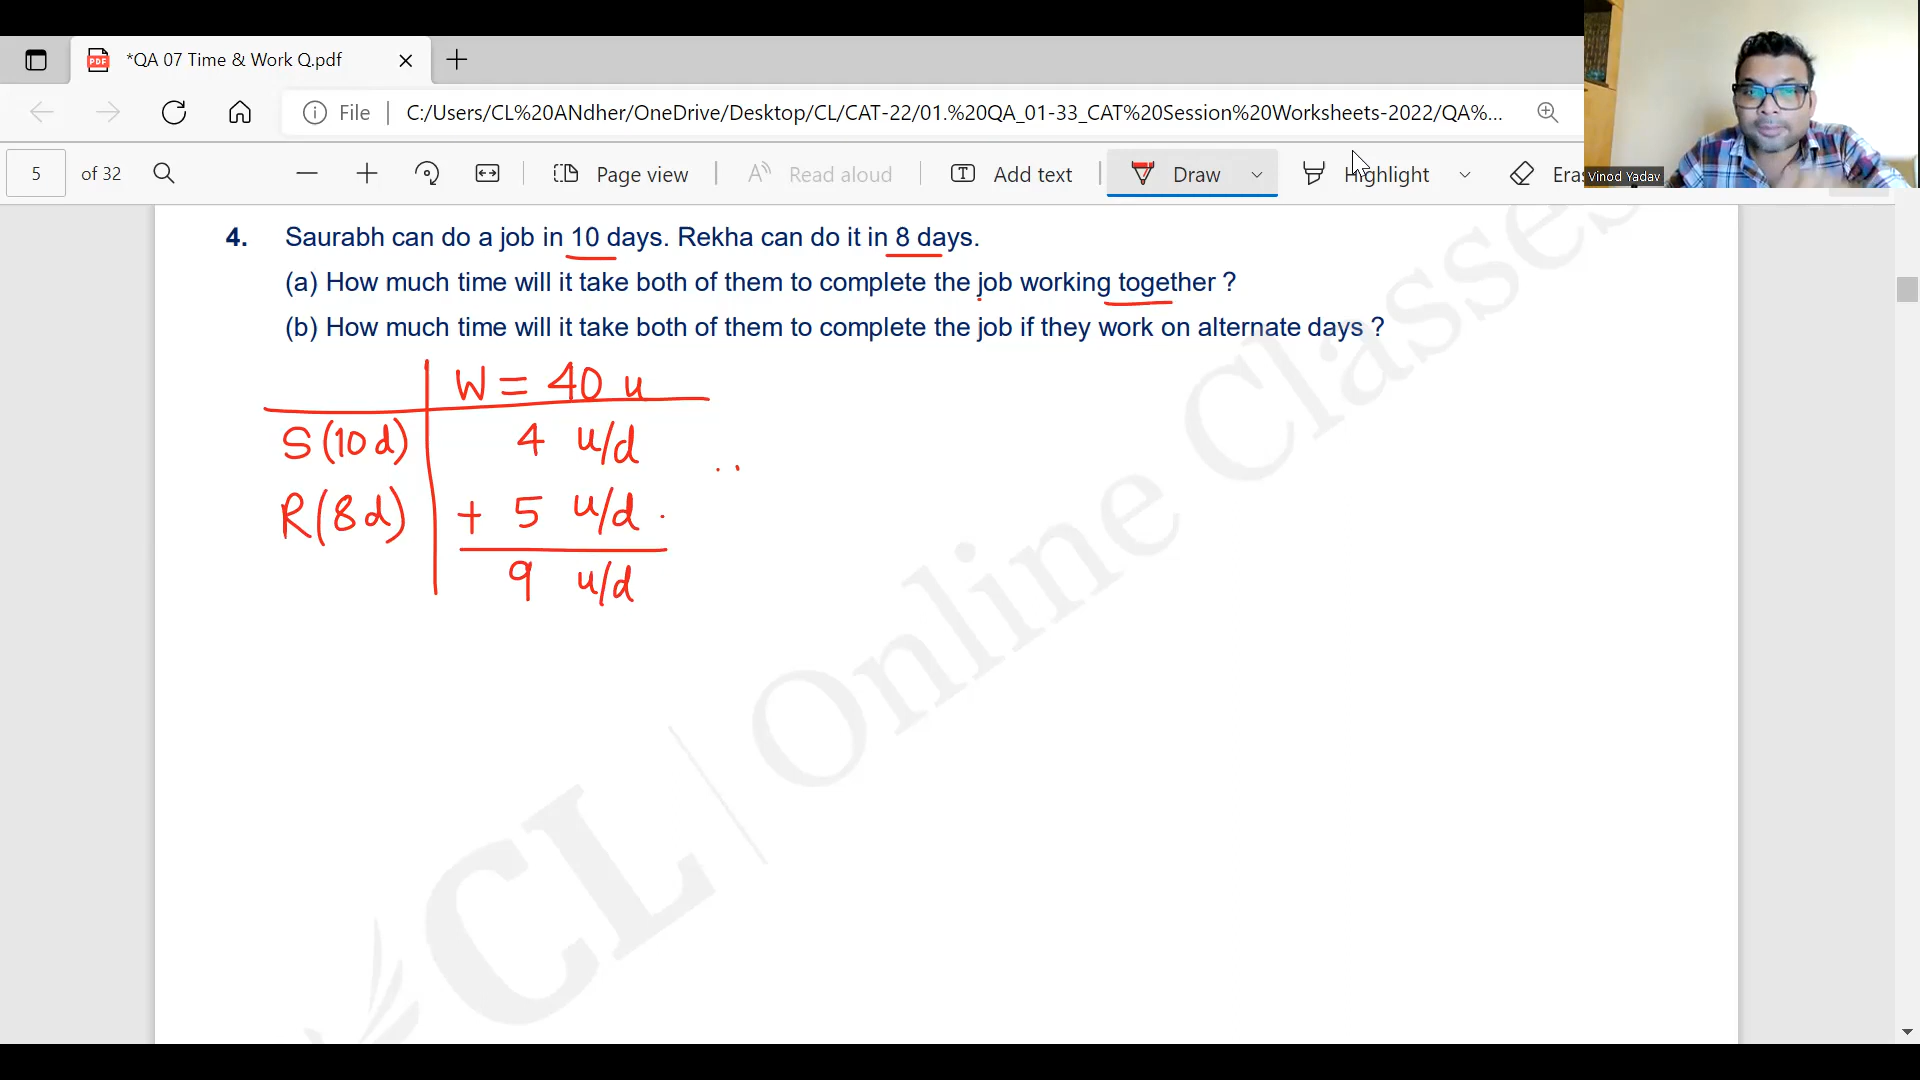 *QA 07 Time & Work Q.pdf
File C:/Users/CL%20ANdher/OneDrive/Desktop/CL/CAT-22/01.%20QA_01-33_CAT%20Session%20Worksheets-2022/QA%...
5 of 32 Page view Read aloud Add text Draw Highlight
Vinod Yadav
4. Saurabh can do a job in 10 days. Rekha can do it in 8 days.
(a) How much time will it take both of them to complete the job working together ?
(b) How much time will it take both of them to complete the job if they work on alternate days ?
W = 40 u
S (10 d) 4 u/d
R (8 d) + 5 u/d
9 u/d
CL | Online Classes